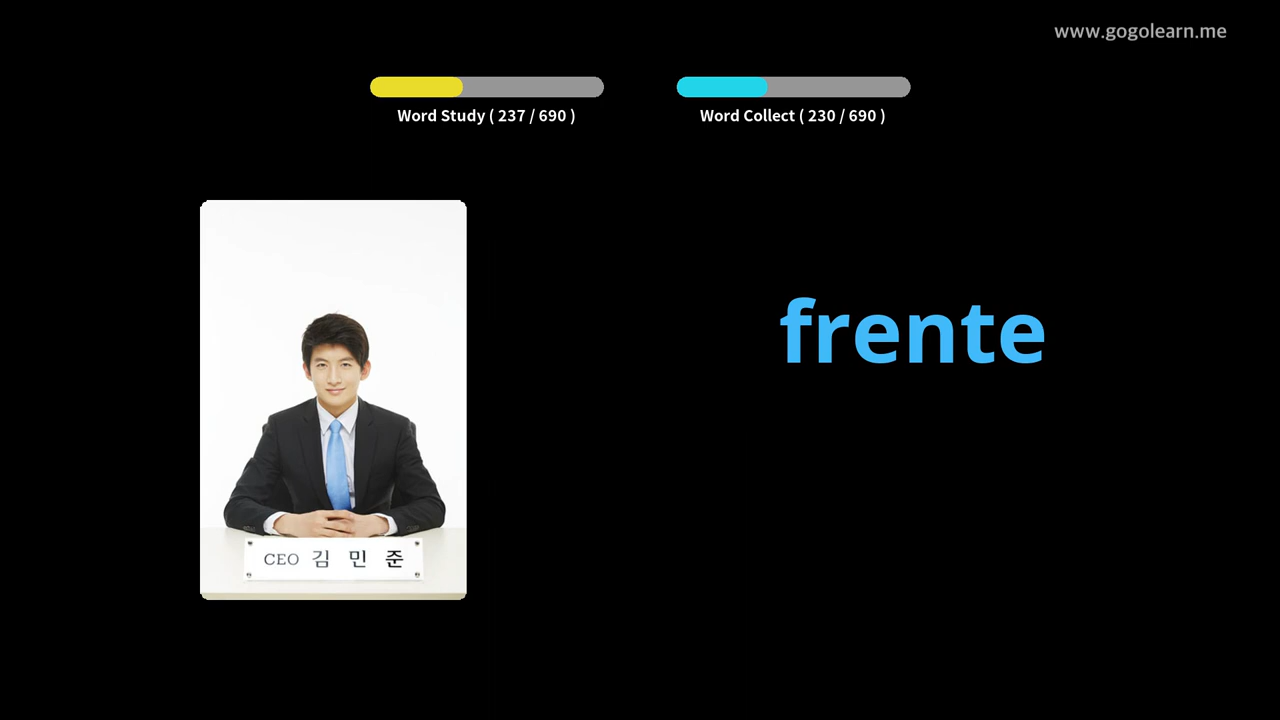 www.gogolearn.me
Word Study ( 237 / 690 )
Word Collect ( 230 / 690 )
frente
CEO 김 민 준